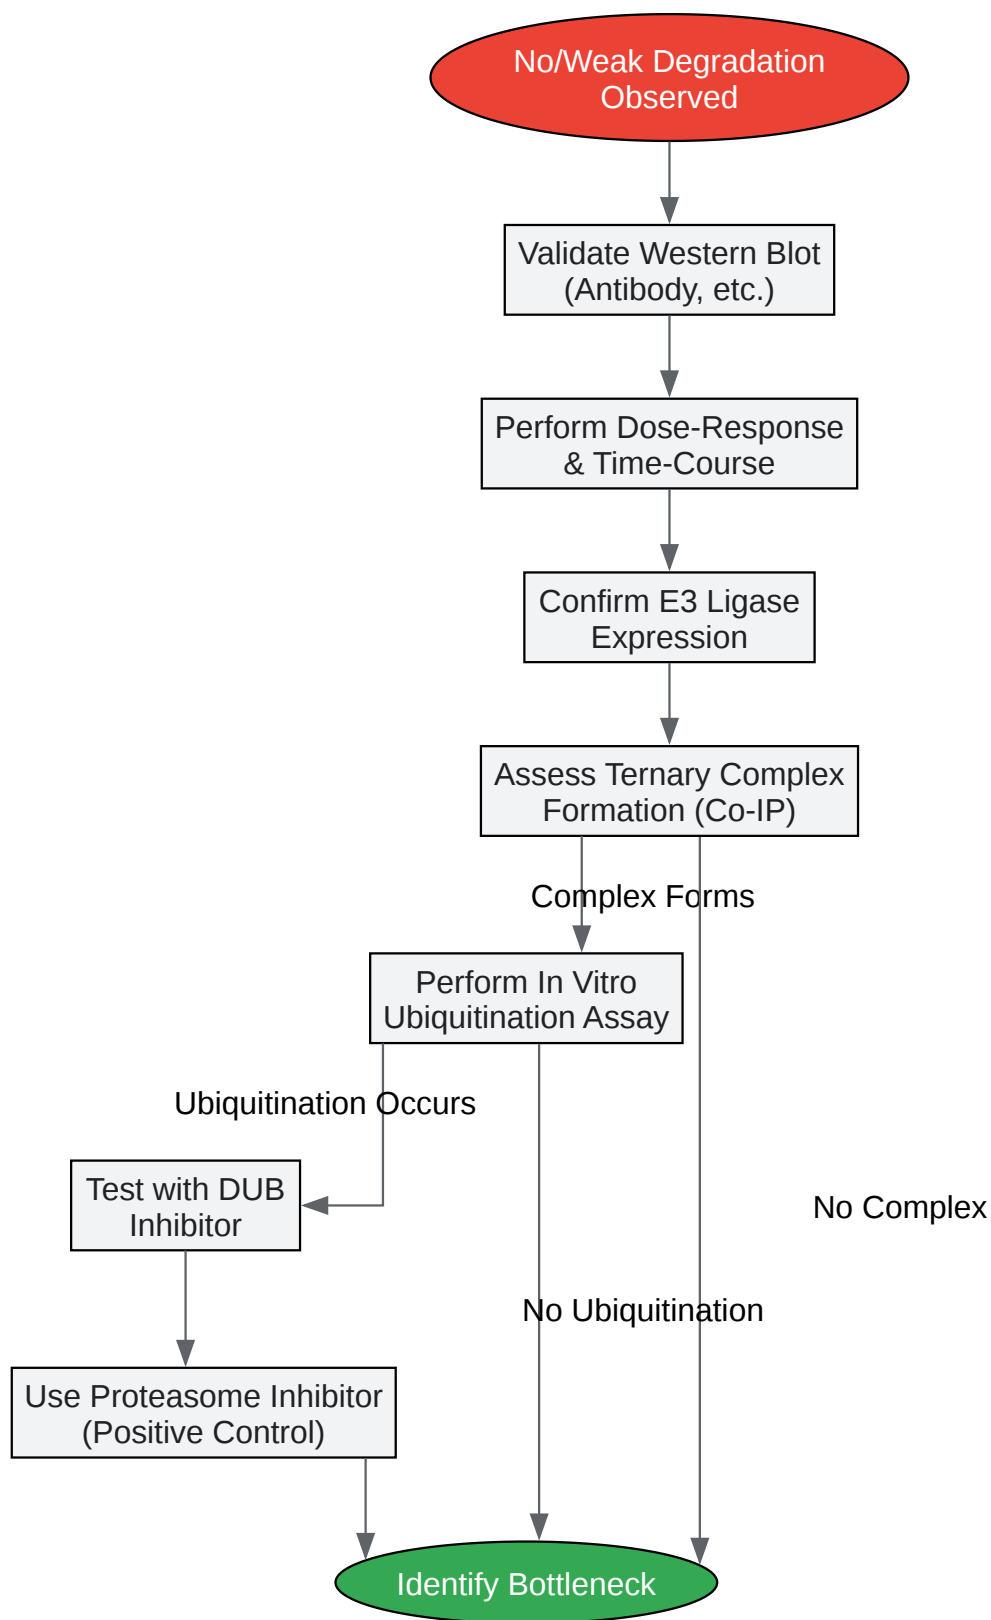 No/Weak Degradation
Observed
Validate Western Blot
(Antibody, etc.)
Perform Dose-Response
& Time-Course
Confirm E3 Ligase
Expression
Assess Ternary Complex
Formation (Co-IP)
Complex Forms
Perform In Vitro
Ubiquitination Assay
Ubiquitination Occurs
Test with DUB
Inhibitor
No Complex
No Ubiquitination
Use Proteasome Inhibitor
(Positive Control)
Identify Bottleneck